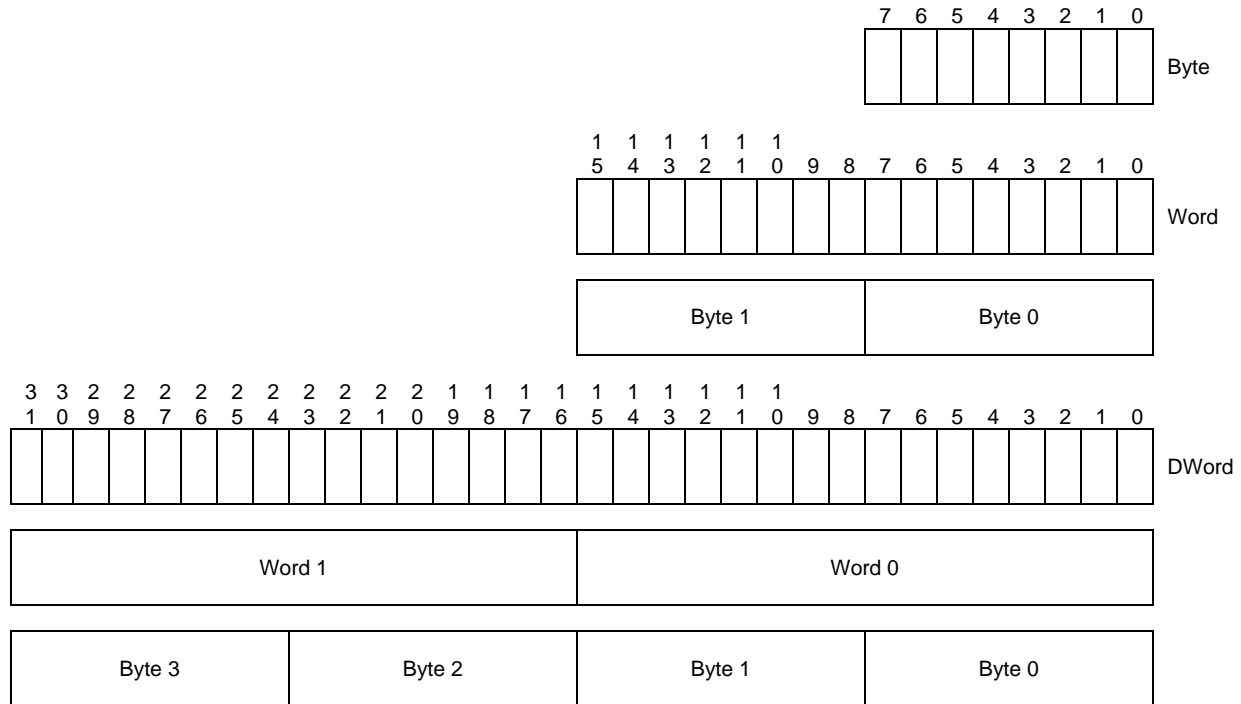 7 6 5 4 3 2 1 0
Byte
1 1 1 1 1 1
5 4 3 2 1 0 9 8 7 6 5 4 3 2 1 0
Word
Byte 1 Byte 0
3 3 2 2 2 2 2 2 2 2 2 2 1 1 1 1 1 1 1 1 1 1
1 0 9 8 7 6 5 4 3 2 1 0 9 8 7 6 5 4 3 2 1 0 9 8 7 6 5 4 3 2 1 0
DWord
Word 1 Word 0
Byte 3 Byte 2 Byte 1 Byte 0